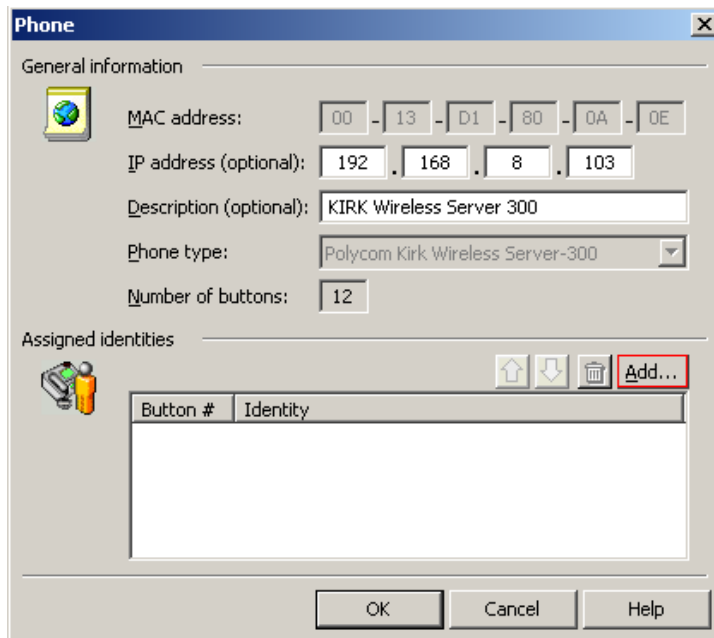 Phone
General information
MAC address: 00 - 13 - D1 - 80 - 0A - 0E
IP address (optional): 192 . 168 . 8 . 103
Description (optional): KIRK Wireless Server 300
Phone type: Polycom Kirk Wireless Server-300
Number of buttons: 12
Assigned identities
Add...
Button # Identity
OK Cancel Help